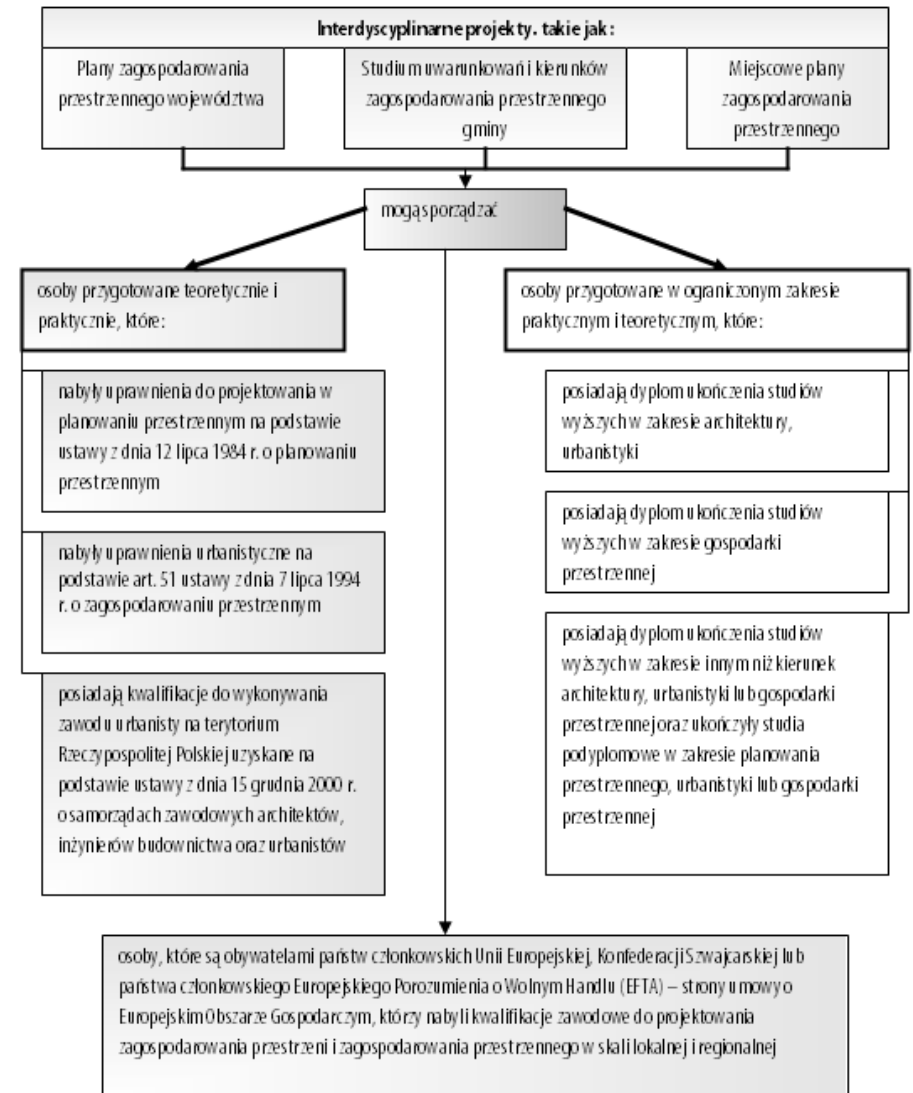 Interdyscyplinarne projekty. takie jak:
Plany zagospodarowania
przestrzennego województwa
Studium uwarunkowań i kierunków
zagospodarowania przestrzennego
gminy
Miejscowe plany
zagospodarowania
przestrzennego
mogą sporządzać
osoby przygotowane teoretycznie i
praktycznie, które:
nabyły uprawnienia do projektowania w
planowaniu przestrzennym na podstawie
ustawy z dnia 12 lipca 1984 r. o planowaniu
przestrzennym
nabyły uprawnienia urbanistyczne na
podstawie art. 51 ustawy z dnia 7 lipca 1994
r. o zagospodarowaniu przestrzennym
posiadają kwalifikacje do wykonywania
zawodu urbanisty na terytorium
Rzeczypospolitej Polskiej uzyskane na
podstawie ustawy z dnia 15 grudnia 2000 r.
o samorządach zawodowych architektów,
inżynierów budownictwa oraz urbanistów
osoby przygotowane w ograniczonym zakresie
praktycznym i teoretycznym, które:
posiadają dyplom ukończenia studiów
wyższych w zakresie architektury,
urbanistyki
posiadają dyplom ukończenia studiów
wyższych w zakresie gospodarki
przestrzennej
posiadają dyplom ukończenia studiów
wyższych w zakresie innym niż kierunek
architektury, urbanistyki lub gospodarki
przestrzennej oraz ukończyły studia
podyplomowe w zakresie planowania
przestrzennego, urbanistyki lub gospodarki
przestrzennej
osoby, które są obywatelami państw członkowskich Unii Europejskiej, Konfederacji Szwajcarskiej lub
państwa członkowskiego Europejskiego Porozumienia o Wolnym Handlu (EFTA) – strony umowy o
Europejskim Obszarze Gospodarczym, którzy nabyli kwalifikacje zawodowe do projektowania
zagospodarowania przestrzeni i zagospodarowania przestrzennego w skali lokalnej i regionalnej